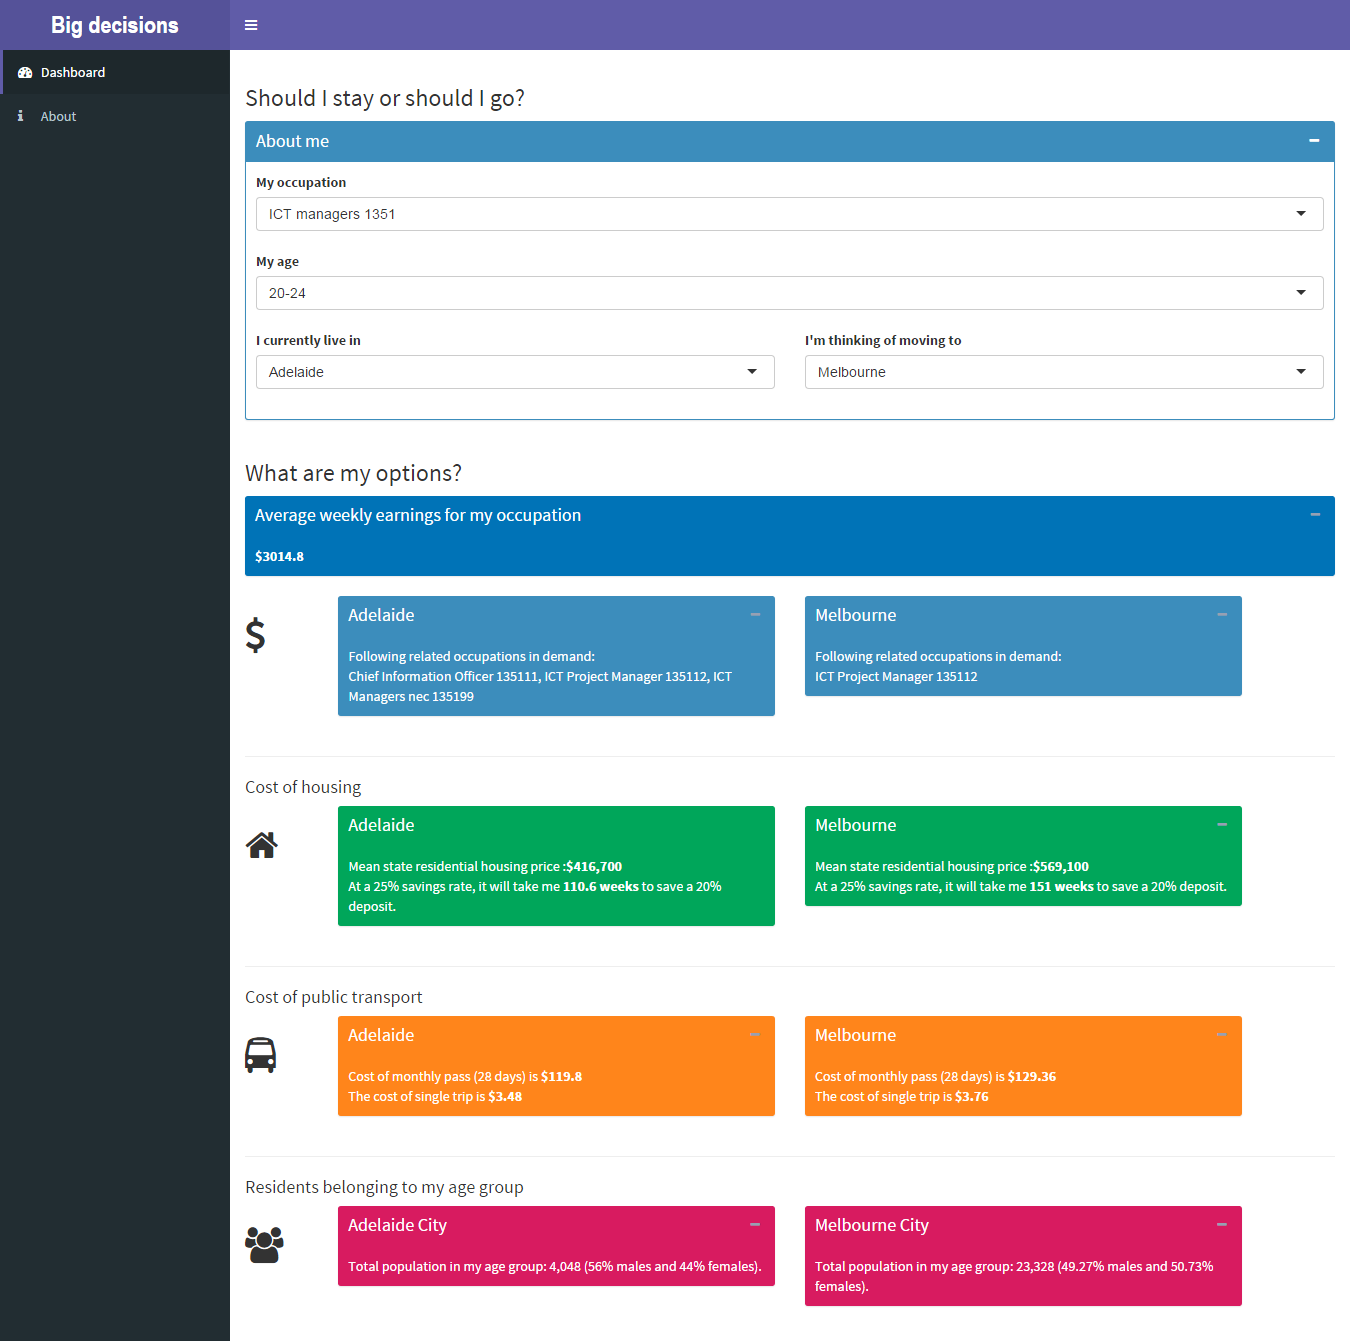 Big decisions
Dashboard
About
Should I stay or should I go?
About me
My occupation
ICT managers 1351
My age
20-24
I currently live in
I'm thinking of moving to
Adelaide
Melbourne
What are my options?
Average weekly earnings for my occupation
$3014.8
Adelaide
Following related occupations in demand:
Chief Information Officer 135111, ICT Project Manager 135112, ICT
Managers nec 135199
Melbourne
Following related occupations in demand:
ICT Project Manager 135112
Cost of housing
Adelaide
Mean state residential housing price :$416,700
At a 25% savings rate, it will take me 110.6 weeks to save a 20%
deposit.
Melbourne
Mean state residential housing price :$569,100
At a 25% savings rate, it will take me 151 weeks to save a 20% deposit.
Cost of public transport
Adelaide
Cost of monthly pass (28 days) is $119.8
The cost of single trip is $3.48
Melbourne
Cost of monthly pass (28 days) is $129.36
The cost of single trip is $3.76
Residents belonging to my age group
Adelaide City
Total population in my age group: 4,048 (56% males and 44% females).
Melbourne City
Total population in my age group: 23,328 (49.27% males and 50.73%
females).